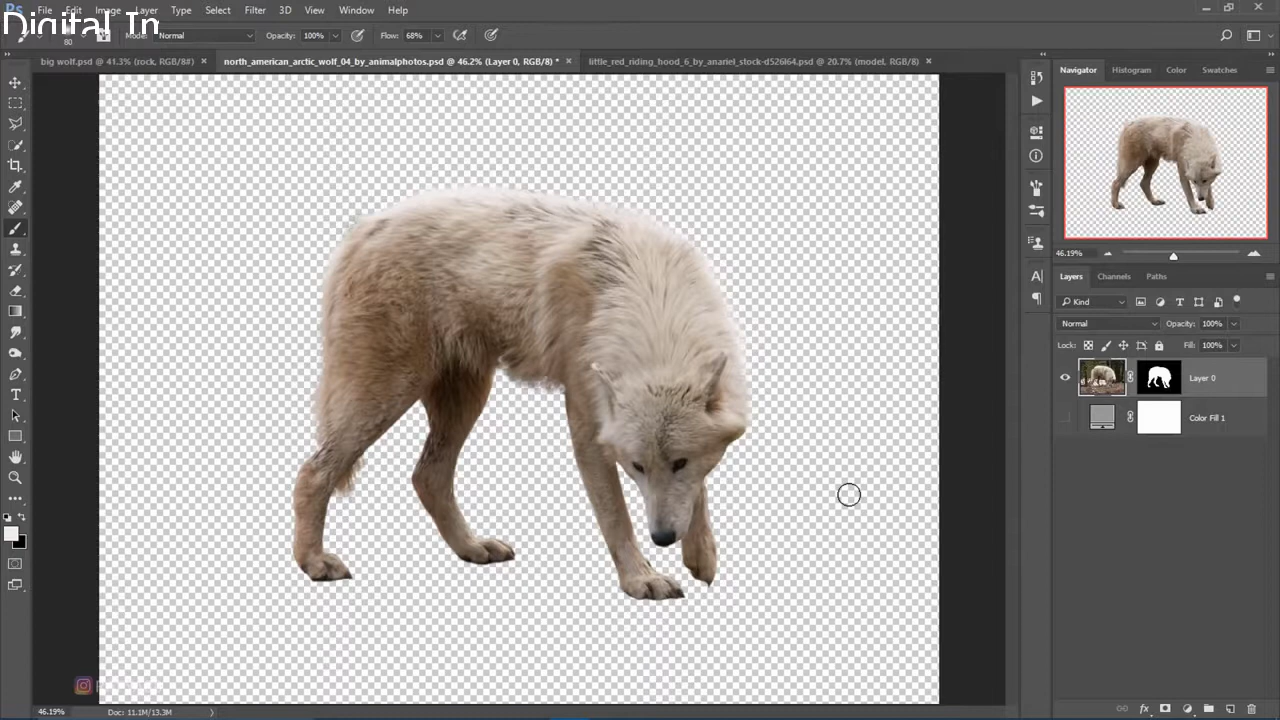 Ps File Edit Image Layer Type Select Filter 3D View Window Help
Digital In
80 Mode: Normal Opacity: 100% Flow: 68%
big wolf.psd @ 41.3% (rock, RGB/8#) × north_american_arctic_wolf_04_by_animalphotos.psd @ 46.2% (Layer 0, RGB/8) * × little_red_riding_hood_6_by_anariel_stock-d526l64.psd @ 20.7% (model, RGB/8) ×
Navigator Histogram Color Swatches
46.19%
Layers Channels Paths
Kind
Normal Opacity: 100%
Lock: Fill: 100%
Layer 0
Color Fill 1
46.19% Doc: 11.1M/13.3M